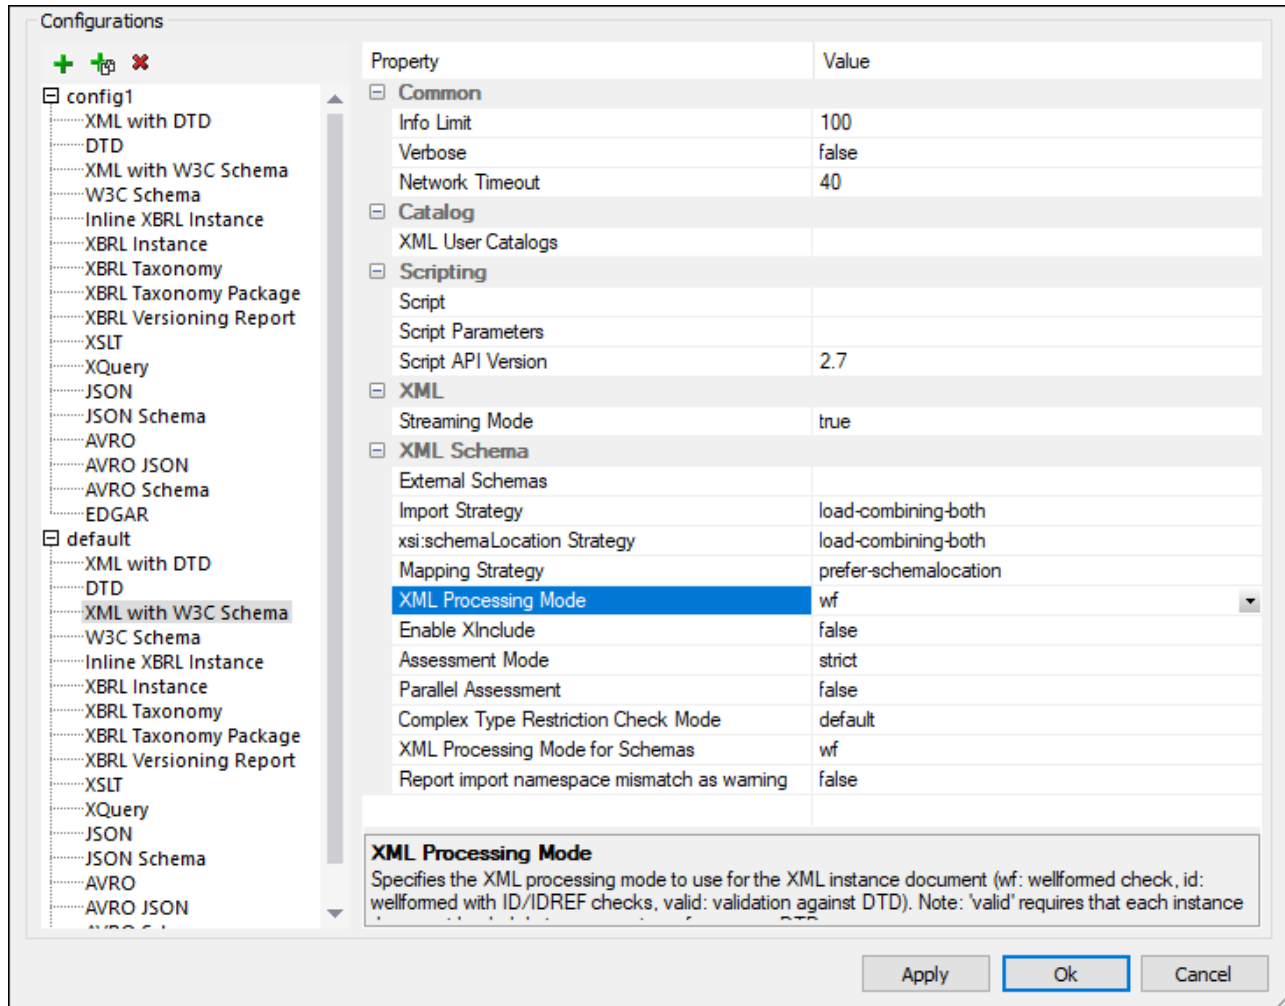 Configurations
config1
XML with DTD
DTD
XML with W3C Schema
W3C Schema
Inline XBRL Instance
XBRL Instance
XBRL Taxonomy
XBRL Taxonomy Package
XBRL Versioning Report
XSLT
XQuery
JSON
JSON Schema
AVRO
AVRO JSON
AVRO Schema
EDGAR
default
XML with DTD
DTD
XML with W3C Schema
W3C Schema
Inline XBRL Instance
XBRL Instance
XBRL Taxonomy
XBRL Taxonomy Package
XBRL Versioning Report
XSLT
XQuery
JSON
JSON Schema
AVRO
AVRO JSON
Property Value
Common
Info Limit 100
Verbose false
Network Timeout 40
Catalog
XML User Catalogs
Scripting
Script
Script Parameters
Script API Version 2.7
XML
Streaming Mode true
XML Schema
External Schemas
Import Strategy load-combining-both
xsi:schemaLocation Strategy load-combining-both
Mapping Strategy prefer-schemalocation
XML Processing Mode wf
Enable XInclude false
Assessment Mode strict
Parallel Assessment false
Complex Type Restriction Check Mode default
XML Processing Mode for Schemas wf
Report import namespace mismatch as warning false
XML Processing Mode
Specifies the XML processing mode to use for the XML instance document (wf: wellformed check, id:
wellformed with ID/IDREF checks, valid: validation against DTD). Note: 'valid' requires that each instance
Apply Ok Cancel